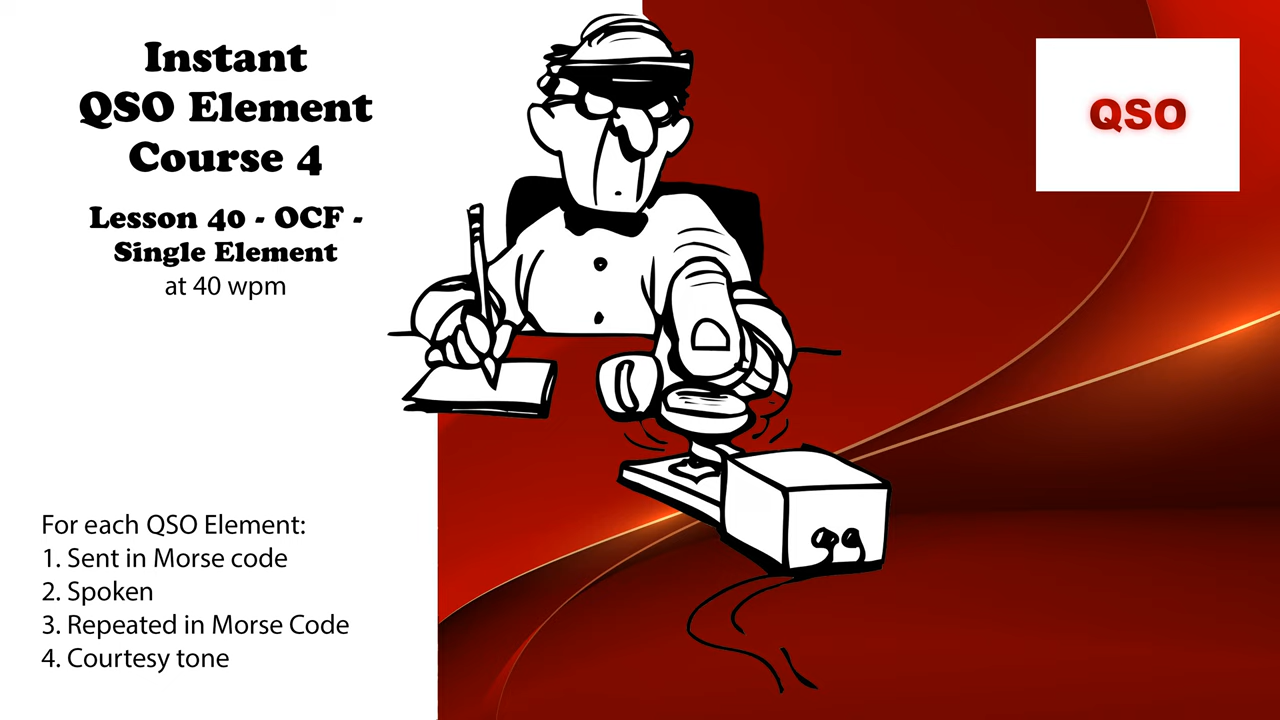 Instant
QSO Element
Course 4
Lesson 40 - OCF -
Single Element
at 40 wpm
QSO
For each QSO Element:
1. Sent in Morse code
2. Spoken
3. Repeated in Morse Code
4. Courtesy tone